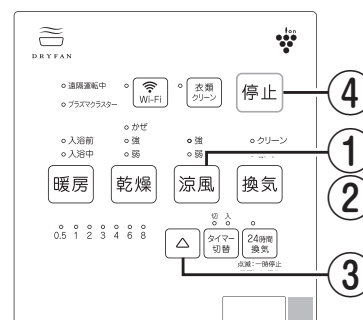 DRYFAN
ion
遠隔運転中
プラズマクラスター
Wi-Fi
衣類
クリーン
停止
④
かぜ
入浴前 強 強 クリーン
入浴中 弱 弱
暖房 乾燥 涼風 換気
①
②
切 入
0.5 1 2 3 4 6 8
△
タイマー
切替
24時間
換気
点滅:一時停止
③